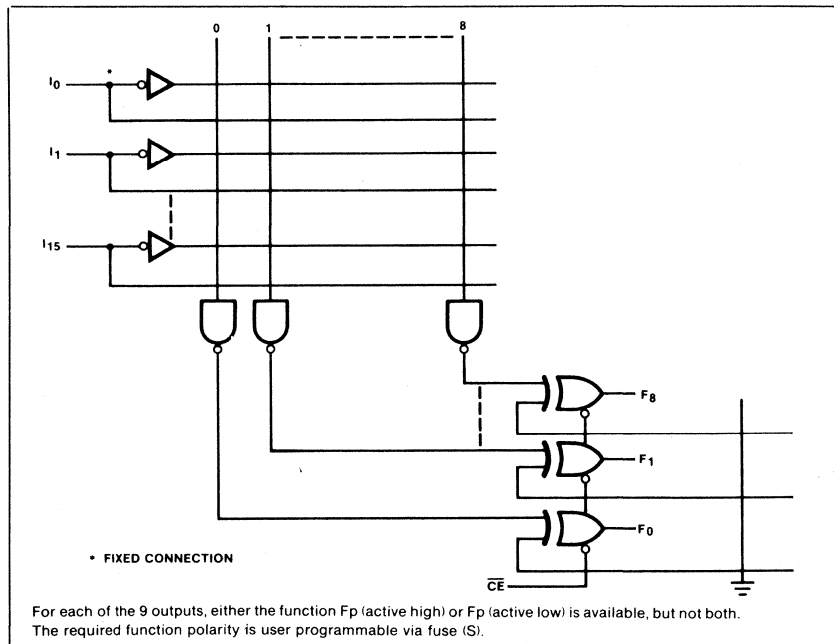 0 1 8
*
I0
I1
I15
F8
F1
F0
* FIXED CONNECTION
CE
For each of the 9 outputs, either the function Fp (active high) or Fp (active low) is available, but not both.
The required function polarity is user programmable via fuse (S).